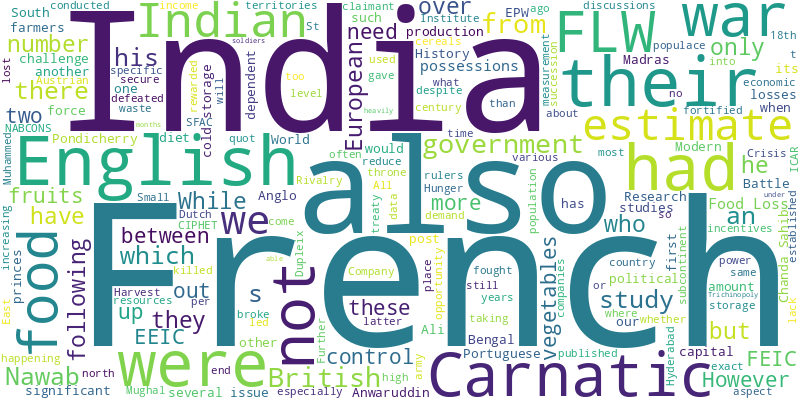 South conducted Indian territories over EPW ago Institute discussions
farmers income claimant such need from production FLW St 18th
number his India cereals History only populace war
lost challenge specific secure Austrian another there one defeated
European possessions Madras into their its
waste cold storage dependent used gave what despite measurement succession economic
two force level will rewarded too than fortified losses
NABCONS SFAC diet quot World century about when no
Pondicherry English time estimate
Muhammed fruits also had ICAR
have Small While Anglo often would reduce government most Modern Crisis
food we Rivalry throne various rulers Hunger he Battle under
All treaty data demand more population has Research Food Loss
between Dutch come who studies so an incentives
increasing following CIPHET Dupleix French post opportunity first Chanda Sahib established
which killed not Company place fought vegetables country power
Harvest resources out s these still years companies political same
happening East princes up they per broke latter Ali taking or study amount
EEIC led Further Bengal where our subcontinent Trichinopoly storage
Nawab north were other able control army Portuguese published whether but
significant Mughal several end British high capital FEIC t
issue months soldiers heavily especially Anwaruddin Carnatic Hyderabad exact However lack aspect